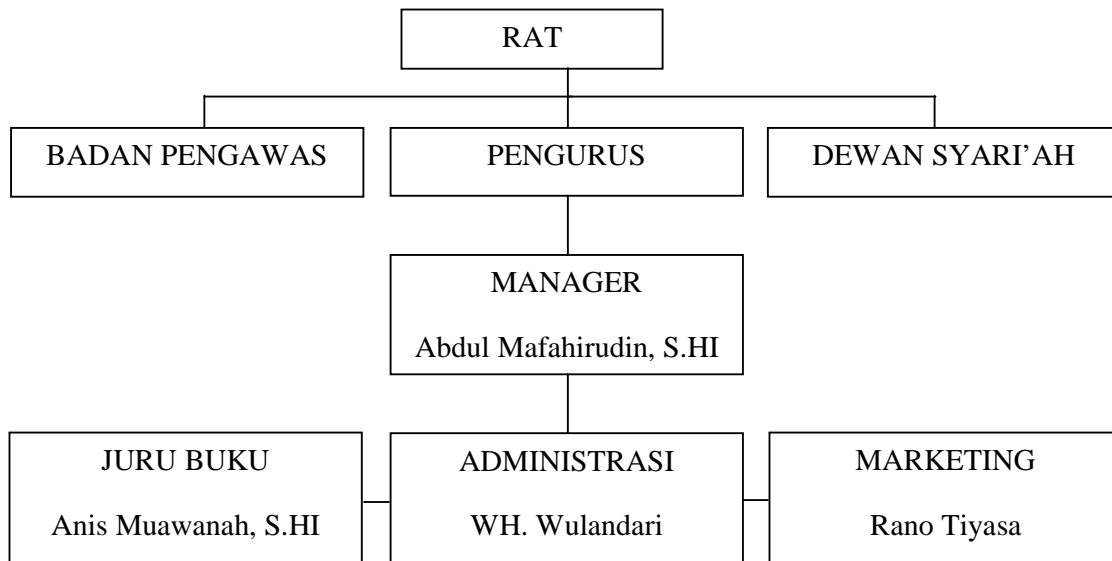 RAT
BADAN PENGAWAS
PENGURUS
DEWAN SYARI’AH
MANAGER
Abdul Mafahirudin, S.HI
JURU BUKU
Anis Muawanah, S.HI
ADMINISTRASI
WH. Wulandari
MARKETING
Rano Tiyasa